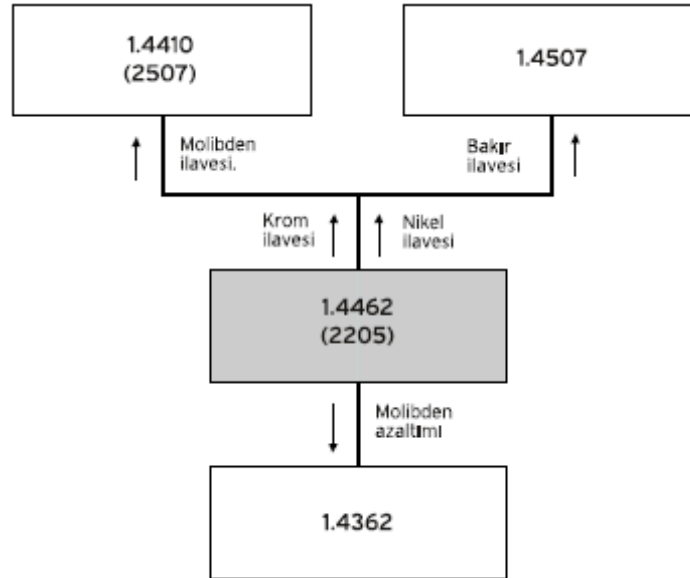 1.4410
(2507)
1.4507
Molibden
ilavesi.
Bakır
ilavesi
Krom
ilavesi
Nikel
ilavesi
1.4462
(2205)
Molibden
azaltımı
1.4362